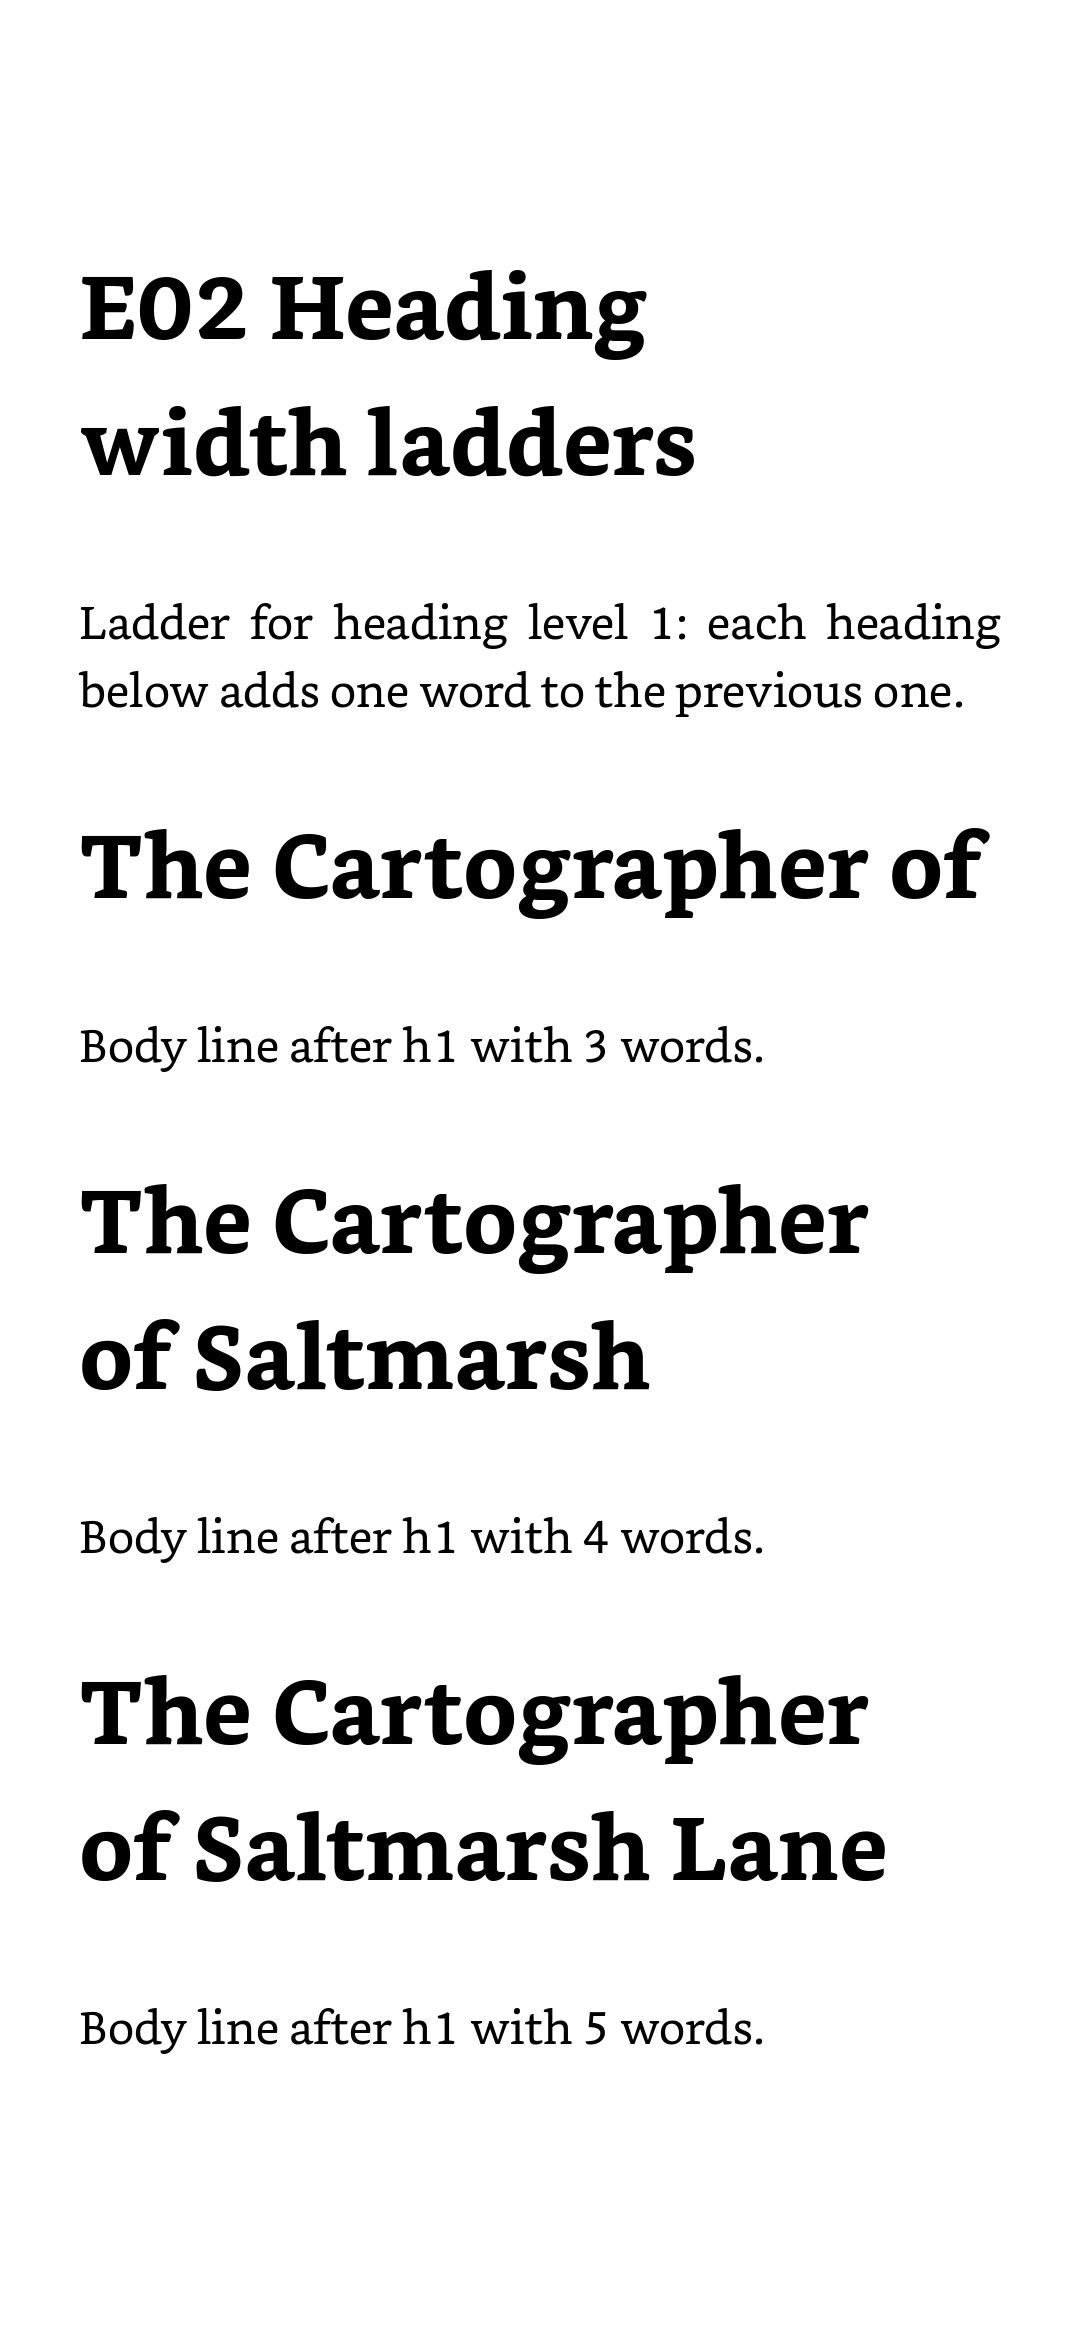 E02 Heading
width ladders
Ladder for heading level 1: each heading
below adds one word to the previous one.
The Cartographer of
Body line after h1 with 3 words.
The Cartographer
of Saltmarsh
Body line after h1 with 4 words.
The Cartographer
of Saltmarsh Lane
Body line after h1 with 5 words.